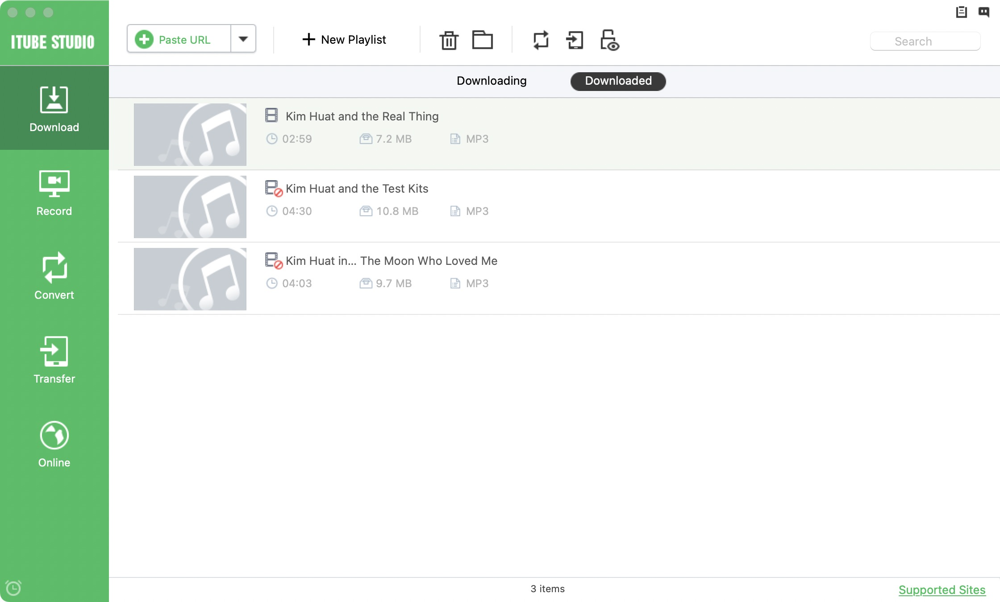 ITUBE STUDIO
Paste URL
New Playlist
Search
Downloading
Downloaded
Download
Record
Convert
Transfer
Online
Kim Huat and the Real Thing
02:59 7.2 MB MP3
Kim Huat and the Test Kits
04:30 10.8 MB MP3
Kim Huat in... The Moon Who Loved Me
04:03 9.7 MB MP3
3 items
Supported Sites